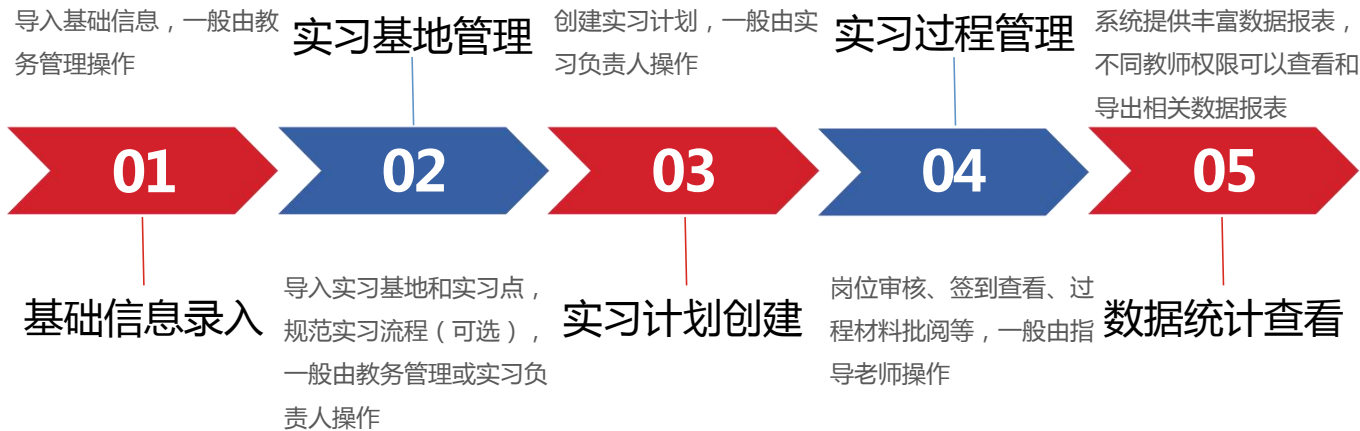 导入基础信息，一般由教
务管理操作
01
基础信息录入
实习基地管理
02
导入实习基地和实习点，
规范实习流程（可选），
一般由教务管理或实习负
责人操作
创建实习计划，一般由实
习负责人操作
03
实习计划创建
实习过程管理
04
岗位审核、签到查看、过
程材料批阅等，一般由指
导老师操作
系统提供丰富数据报表，
不同教师权限可以查看和
导出相关数据报表
05
数据统计查看